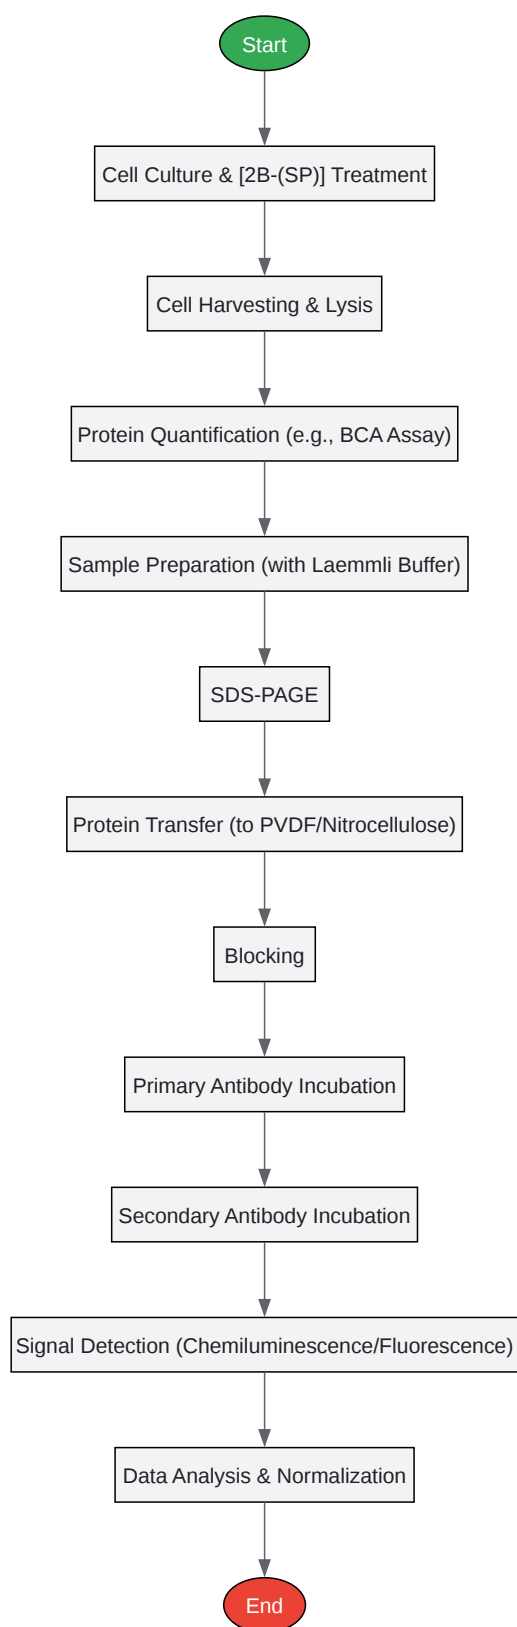 Start
Cell Culture & [2B-(SP)] Treatment
Cell Harvesting & Lysis
Protein Quantification (e.g., BCA Assay)
Sample Preparation (with Laemmli Buffer)
SDS-PAGE
Protein Transfer (to PVDF/Nitrocellulose)
Blocking
Primary Antibody Incubation
Secondary Antibody Incubation
Signal Detection (Chemiluminescence/Fluorescence)
Data Analysis & Normalization
End